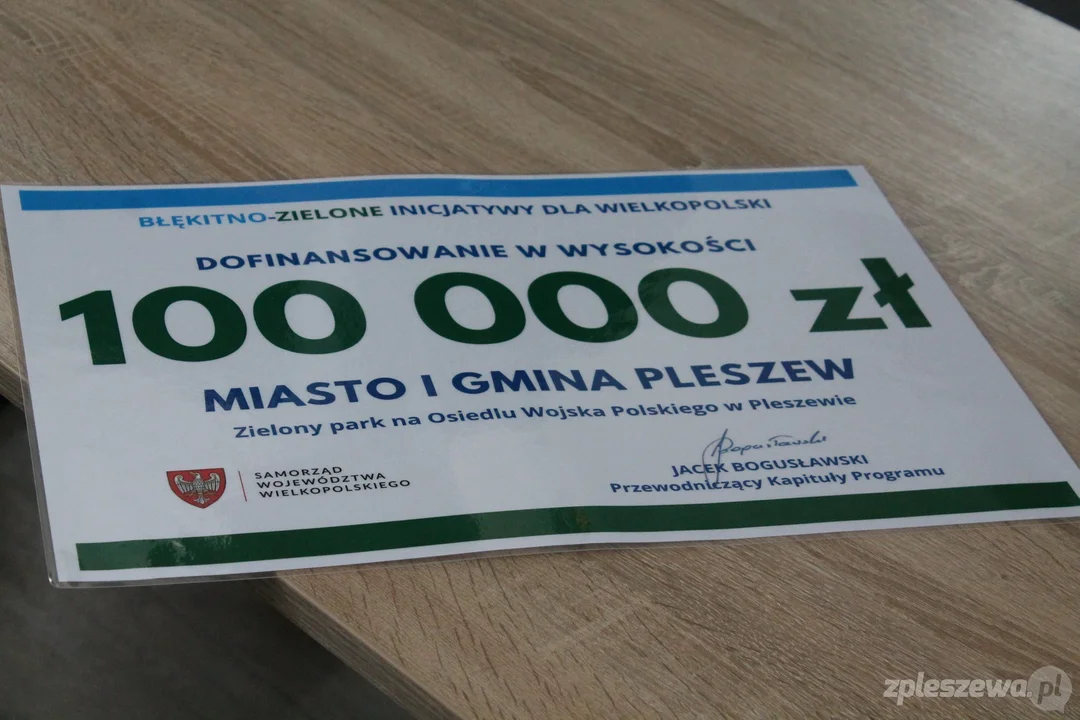 BŁĘKITNO-ZIELONE INICJATYWY DLA WIELKOPOLSKI
DOFINANSOWANIE W WYSOKOŚCI
100 000 zł
MIASTO I GMINA PLESZEW
Zielony park na Osiedlu Wojska Polskiego w Pleszewie
SAMORZĄD
WOJEWÓDZTWA
WIELKOPOLSKIEGO
JACEK BOGUSŁAWSKI
Przewodniczący Kapituły Programu
zpleszewa.pl